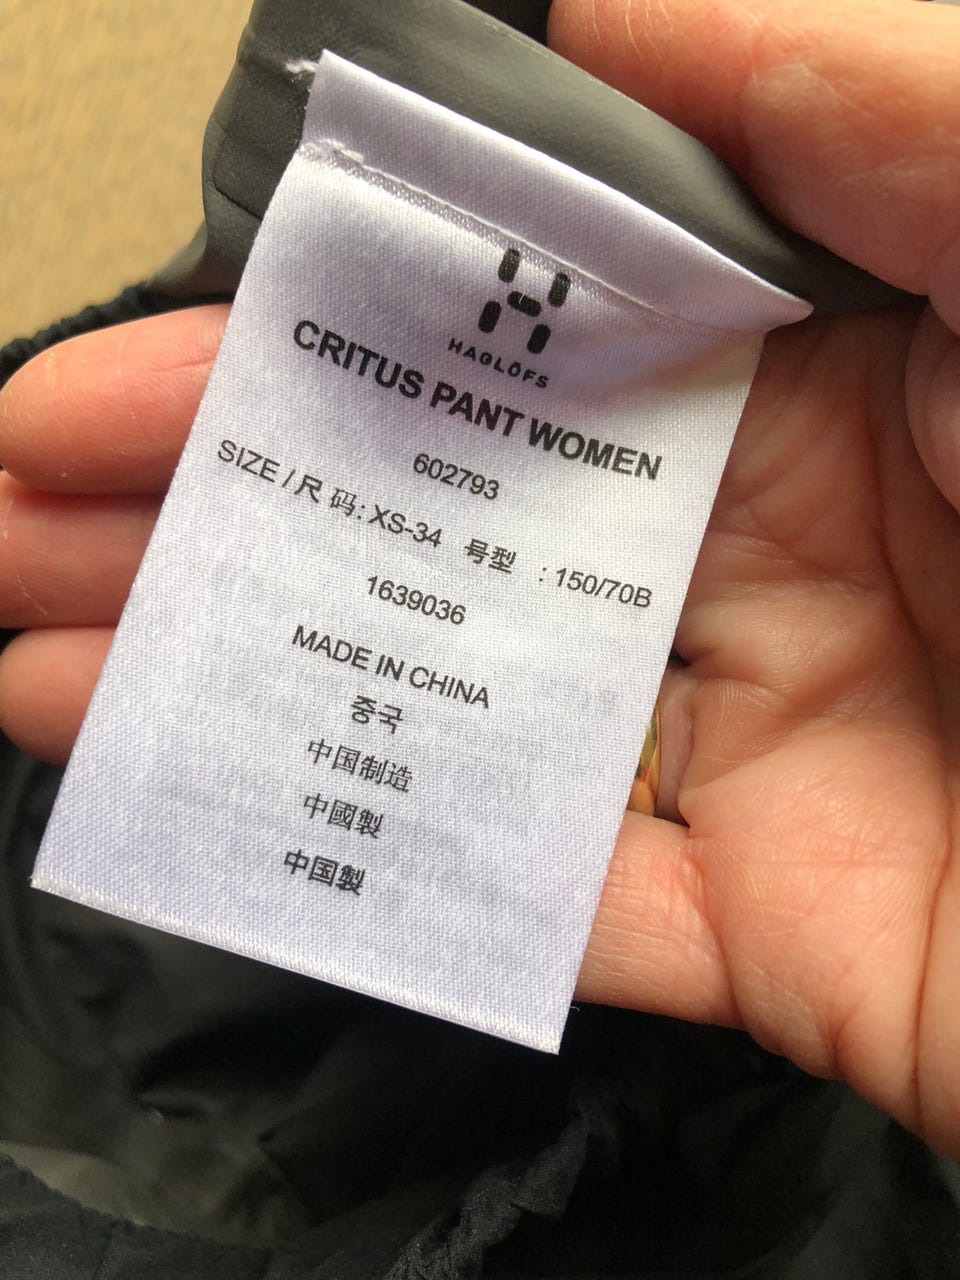 HAGLÖFS
CRITUS PANT WOMEN
602793
SIZE / 尺 码: XS-34 号型 : 150/70B
1639036
MADE IN CHINA
중국
中国制造
中國製
中国製